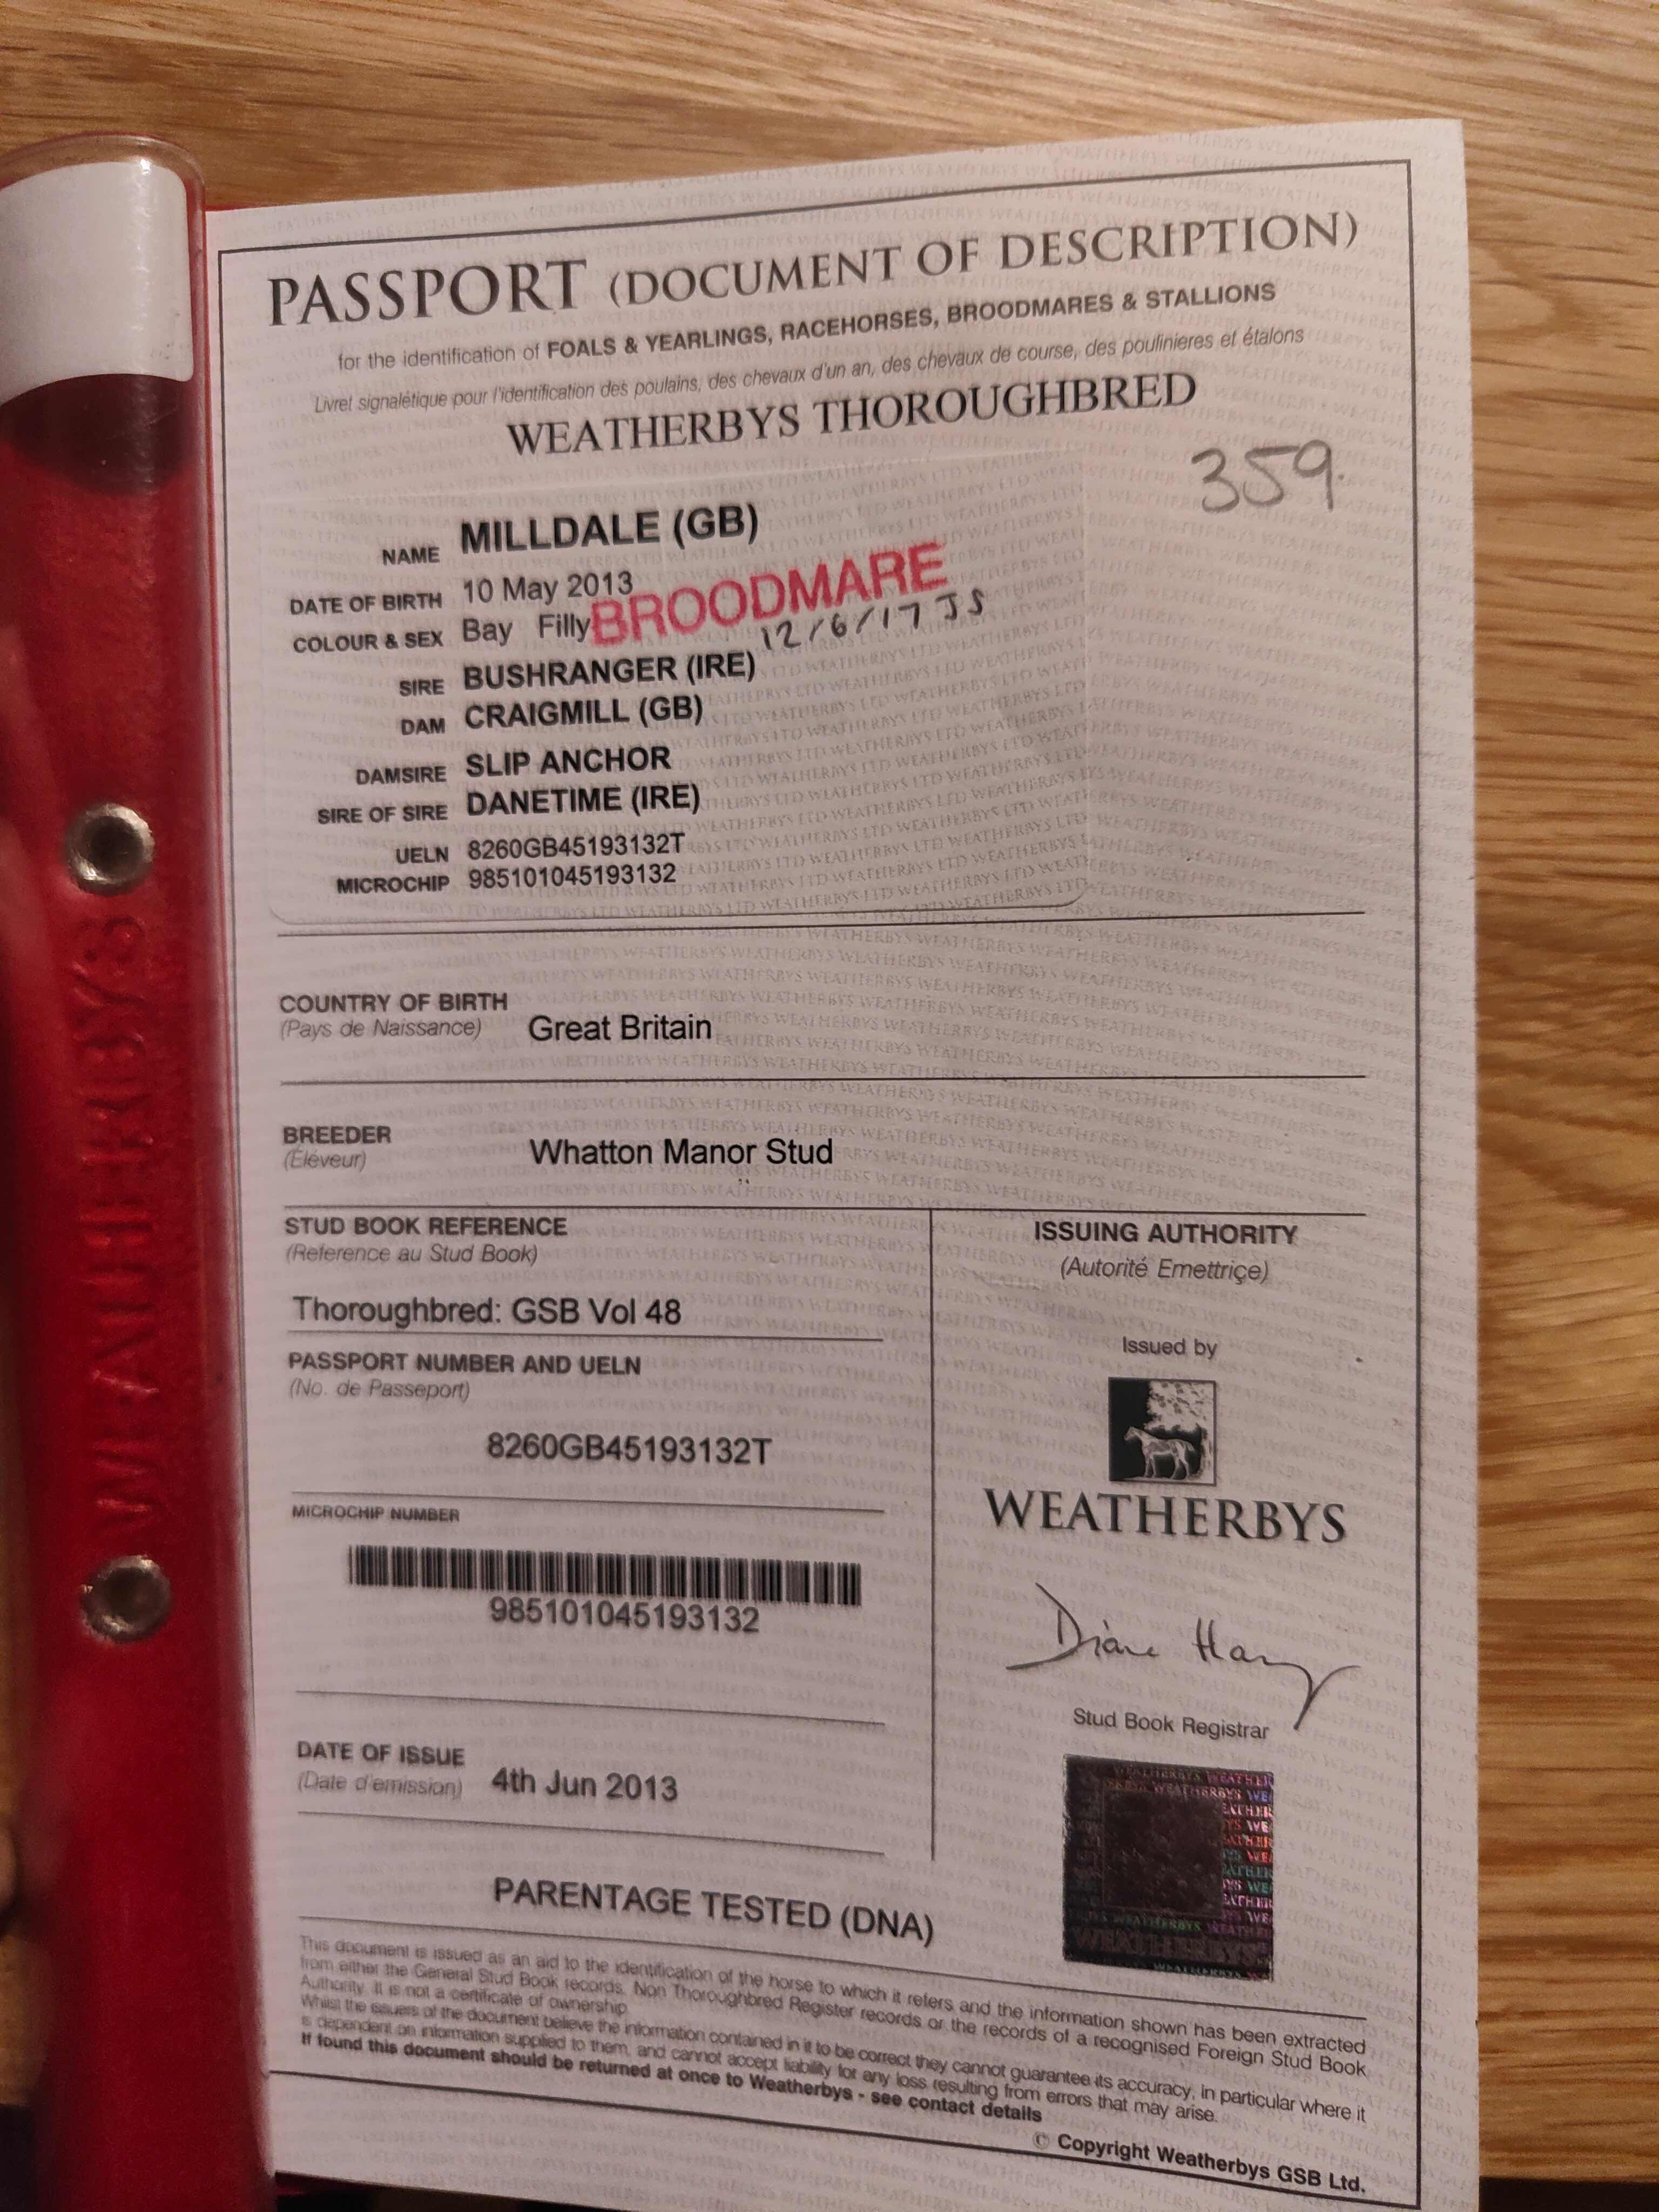 PASSPORT (DOCUMENT OF DESCRIPTION)
for the identification of FOALS & YEARLINGS, RACEHORSES, BROODMARES & STALLIONS
Livret signalétique pour l'identification des poulains, des chevaux d'un an, des chevaux de course, des poulinieres et étalons
WEATHERBYS THOROUGHBRED
359.
NAME MILLDALE (GB)
DATE OF BIRTH 10 May 2013
COLOUR & SEX Bay Filly BROODMARE
12/6/17 JS
SIRE BUSHRANGER (IRE)
DAM CRAIGMILL (GB)
DAMSIRE SLIP ANCHOR
SIRE OF SIRE DANETIME (IRE)
UELN 8260GB45193132T
MICROCHIP 985101045193132
COUNTRY OF BIRTH
(Pays de Naissance) Great Britain
BREEDER
(Éléveur) Whatton Manor Stud
STUD BOOK REFERENCE
(Reference au Stud Book)
Thoroughbred: GSB Vol 48
PASSPORT NUMBER AND UELN
(No. de Passeport)
8260GB45193132T
MICROCHIP NUMBER
985101045193132
DATE OF ISSUE
(Date d'emission) 4th Jun 2013
ISSUING AUTHORITY
(Autorité Emettriçe)
Issued by
WEATHERBYS
Diane Har
Stud Book Registrar
WEATHERBYS
PARENTAGE TESTED (DNA)
This document is issued as an aid to the identification of the horse to which it refers and the information shown has been extracted
from either the General Stud Book records, Non Thoroughbred Register records or the records of a recognised Foreign Stud Book
Authority. It is not a certificate of ownership.
Whilst the issuers of the document believe the information contained in it to be correct they cannot guarantee its accuracy, in particular where it
is dependent on information supplied to them, and cannot accept liability for any loss resulting from errors that may arise.
If found this document should be returned at once to Weatherbys - see contact details
© Copyright Weatherbys GSB Ltd.
WEATHERBYS